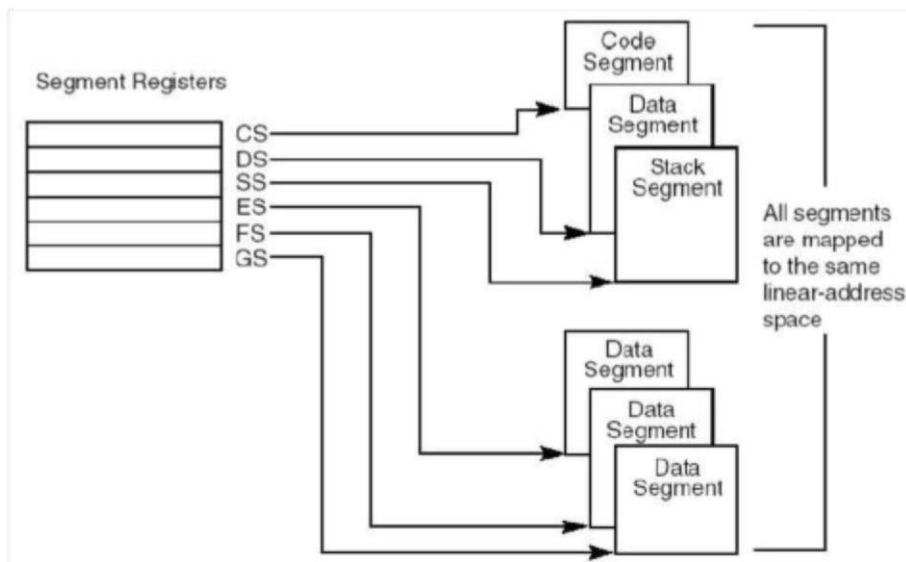 Segment Registers
CS
DS
SS
ES
FS
GS
Code
Segment
Data
Segment
Stack
Segment
Data
Segment
Data
Segment
Data
Segment
All segments
are mapped
to the same
linear-address
space